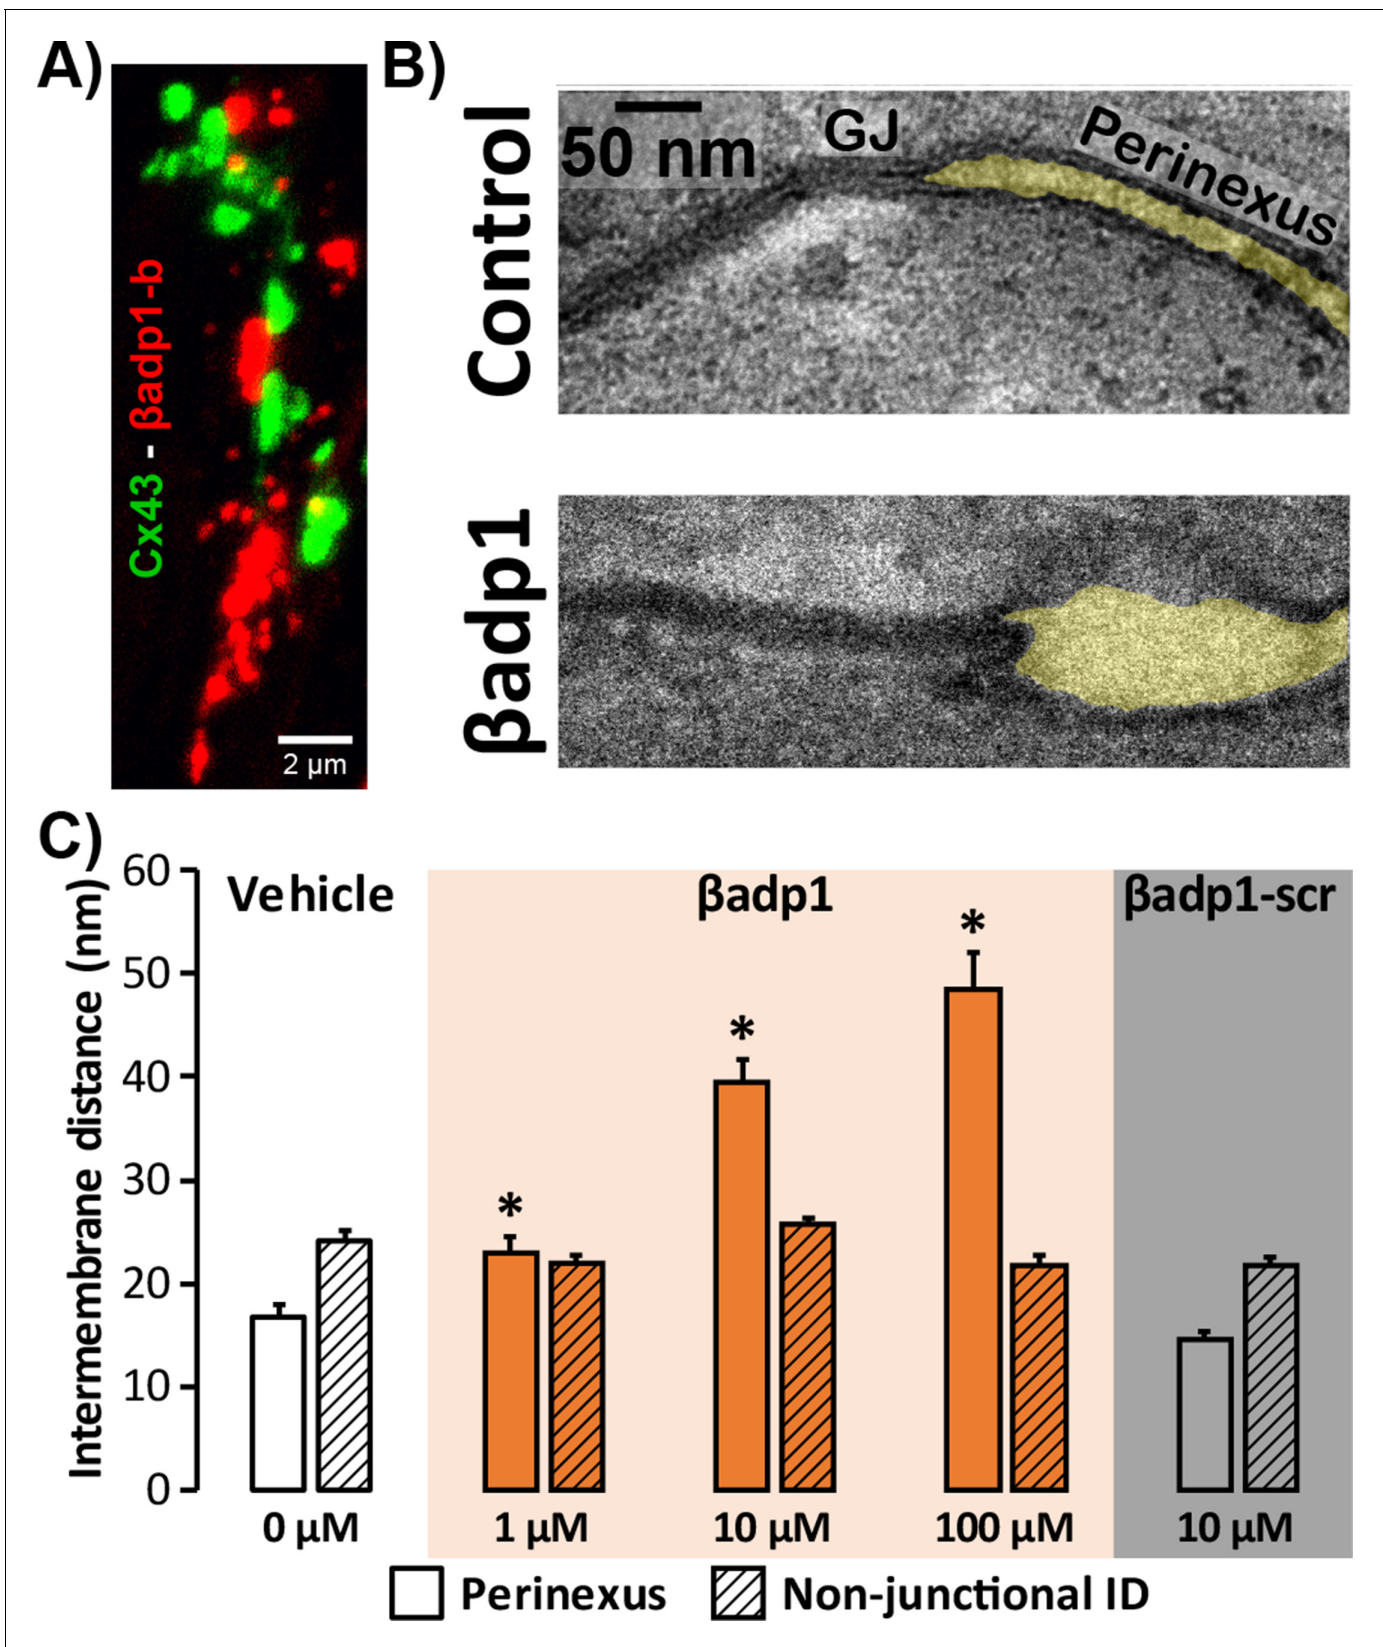 A)
Cx43 - βadp1-b
2 μm
B)
Control
50 nm
GJ
Perinexus
βadp1
C)
Intermembrane distance (nm)
60
50
40
30
20
10
0
Vehicle
βadp1
βadp1-scr
*
*
*
0 μM
1 μM
10 μM
100 μM
10 μM
Perinexus
Non-junctional ID